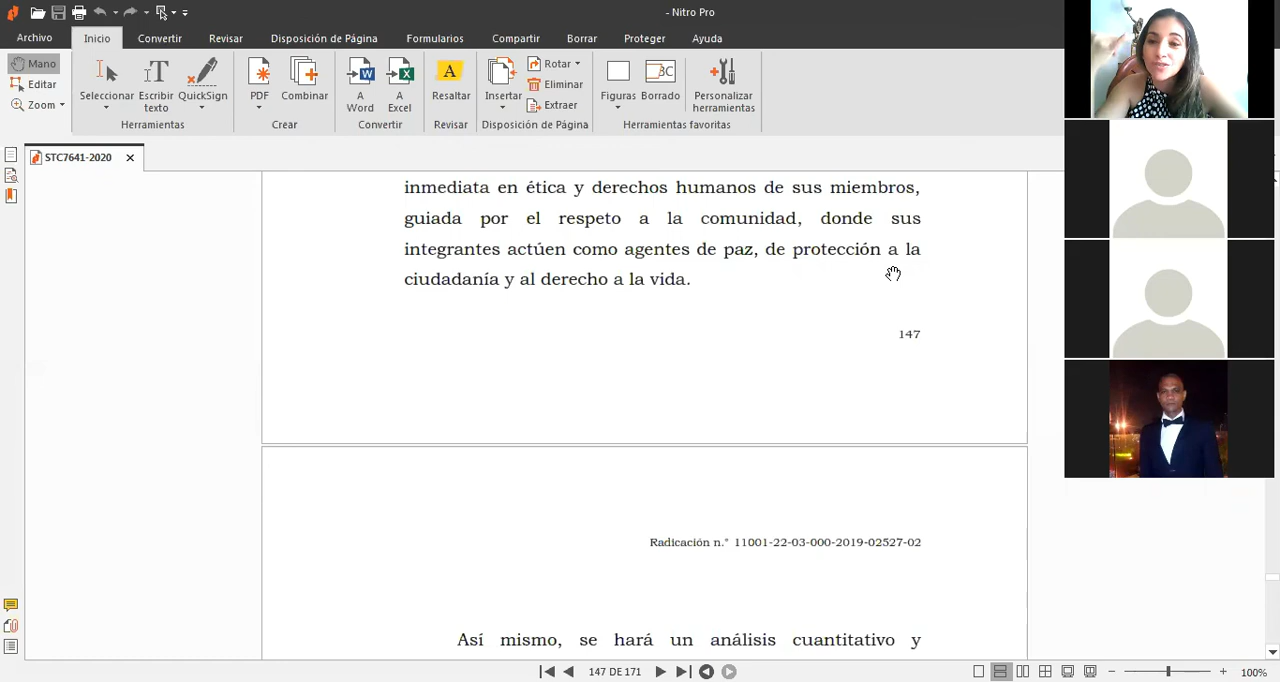 - Nitro Pro
Archivo Inicio Convertir Revisar Disposición de Página Formularios Compartir Borrar Proteger Ayuda
Mano
Editar
Zoom
Seleccionar
Escribir
texto
QuickSign
Herramientas
PDF
Combinar
Crear
A
Word
A
Excel
Convertir
A
Resaltar
Revisar
Insertar
Rotar
Eliminar
Extraer
Disposición de Página
Figuras
Borrado
Personalizar
herramientas
Herramientas favoritas
STC7641-2020
inmediata en ética y derechos humanos de sus miembros,
guiada por el respeto a la comunidad, donde sus
integrantes actúen como agentes de paz, de protección a la
ciudadanía y al derecho a la vida.
147
Radicación n.° 11001-22-03-000-2019-02527-02
Así mismo, se hará un análisis cuantitativo y
147 DE 171
100%